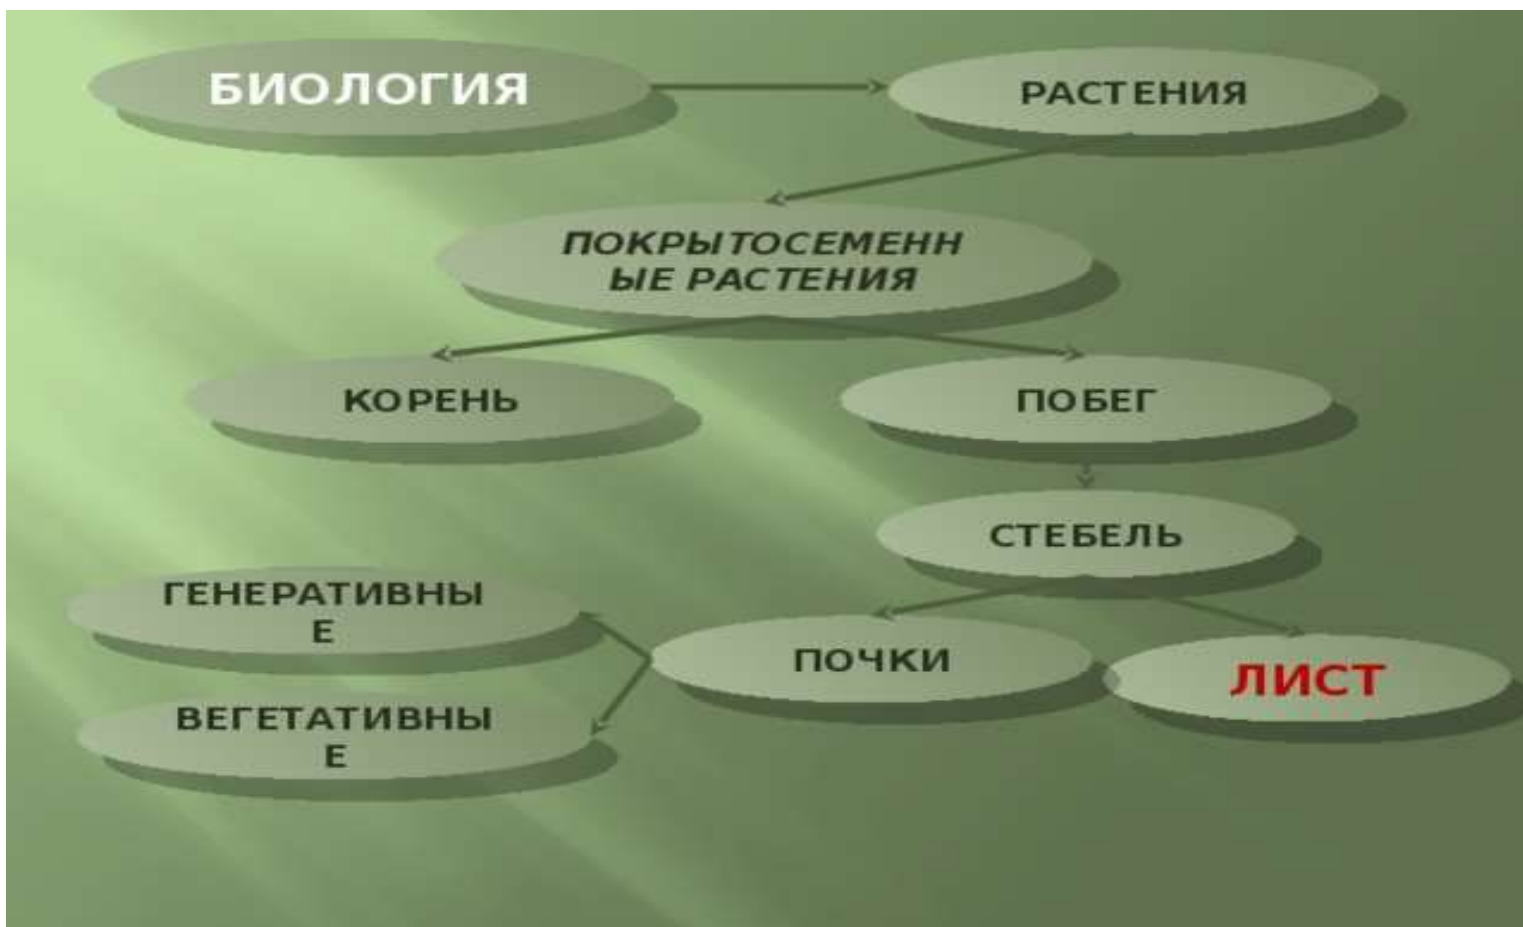 БИОЛОГИЯ
РАСТЕНИЯ
ПОКРЫТОСЕМЕНН
ЫЕ РАСТЕНИЯ
КОРЕНЬ
ПОБЕГ
СТЕБЕЛЬ
ГЕНЕРАТИВНЫ
Е
ПОЧКИ
ЛИСТ
ВЕГЕТАТИВНЫ
Е